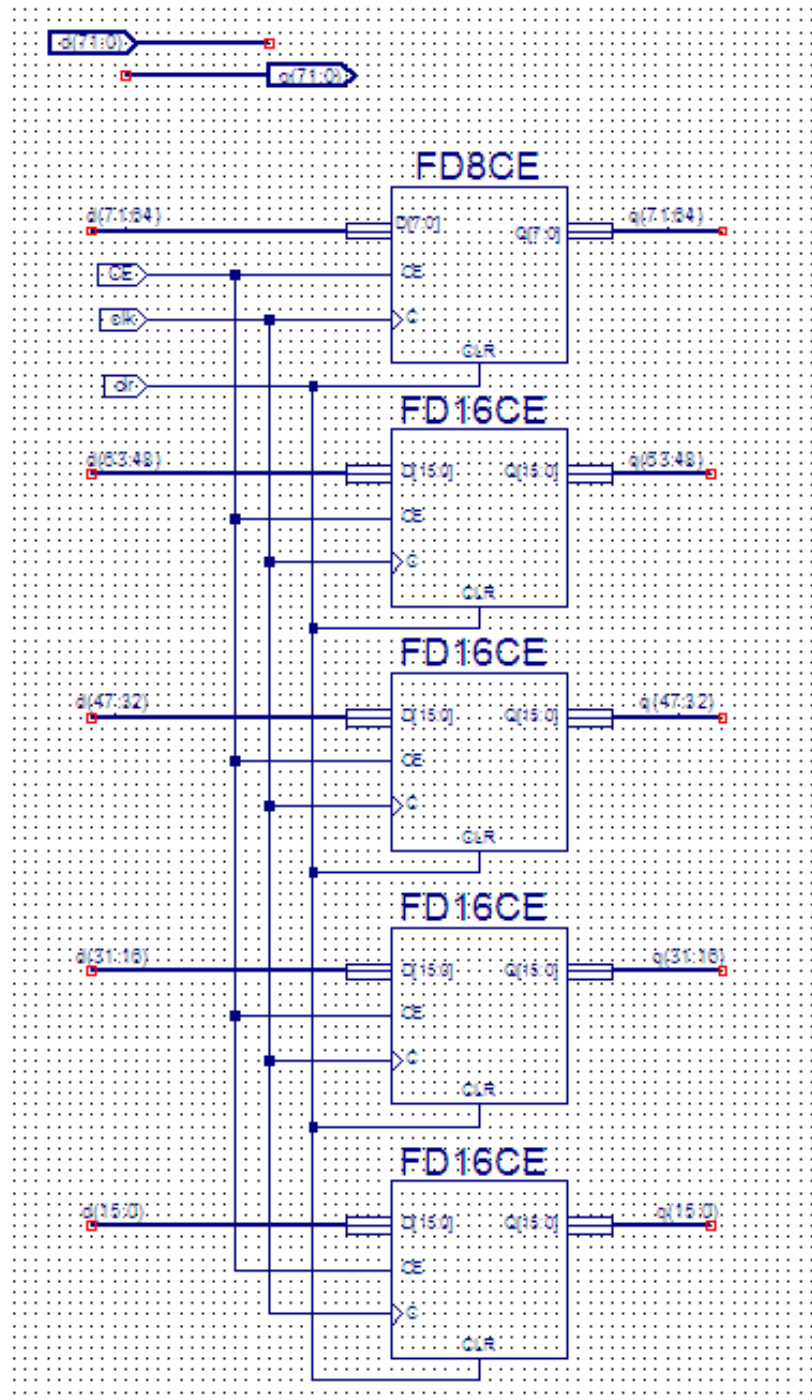 d(71:0)
q(71:0)
FD8CE
d(71:64)
D[7:0]
Q[7:0]
q(71:64)
CE
CE
clk
C
CLR
clr
FD16CE
d(63:48)
D[15:0]
Q[15:0]
q(63:48)
CE
C
CLR
FD16CE
d(47:32)
D[15:0]
Q[15:0]
q(47:32)
CE
C
CLR
FD16CE
d(31:16)
D[15:0]
Q[15:0]
q(31:16)
CE
C
CLR
FD16CE
d(15:0)
D[15:0]
Q[15:0]
q(15:0)
CE
C
CLR